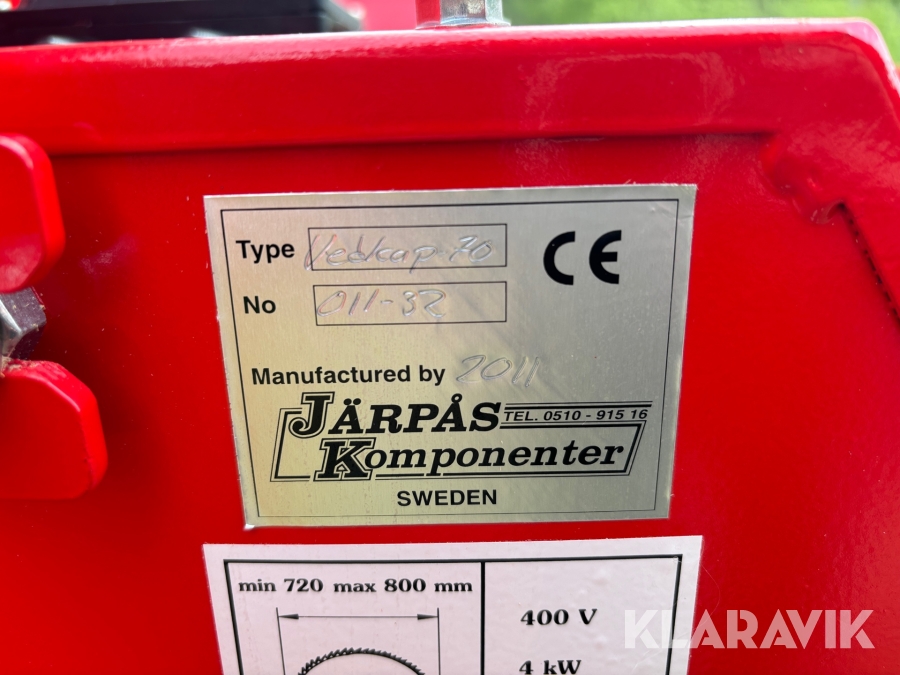 Type Vedkap-70
CE
No 011-32
Manufactured by 2011
JÄRPÅS TEL. 0510 - 915 16
Komponenter
SWEDEN
min 720 max 800 mm
400 V
4 kW
KLARAVIK